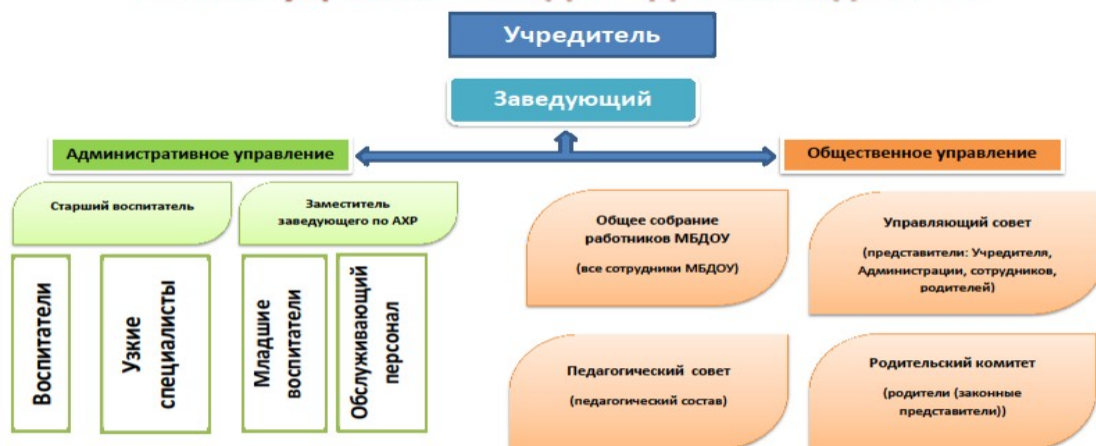 Учредитель
Заведующий
Административное управление
Общественное управление
Старший воспитатель
Заместитель
заведующего по АХР
Воспитатели
Узкие
специалисты
Младшие
воспитатели
Обслуживающий
персонал
Общее собрание
работников МБДОУ
(все сотрудники МБДОУ)
Управляющий совет
(представители: Учредителя,
Администрации, сотрудников,
родителей)
Педагогический совет
(педагогический состав)
Родительский комитет
(родители (законные
представители))